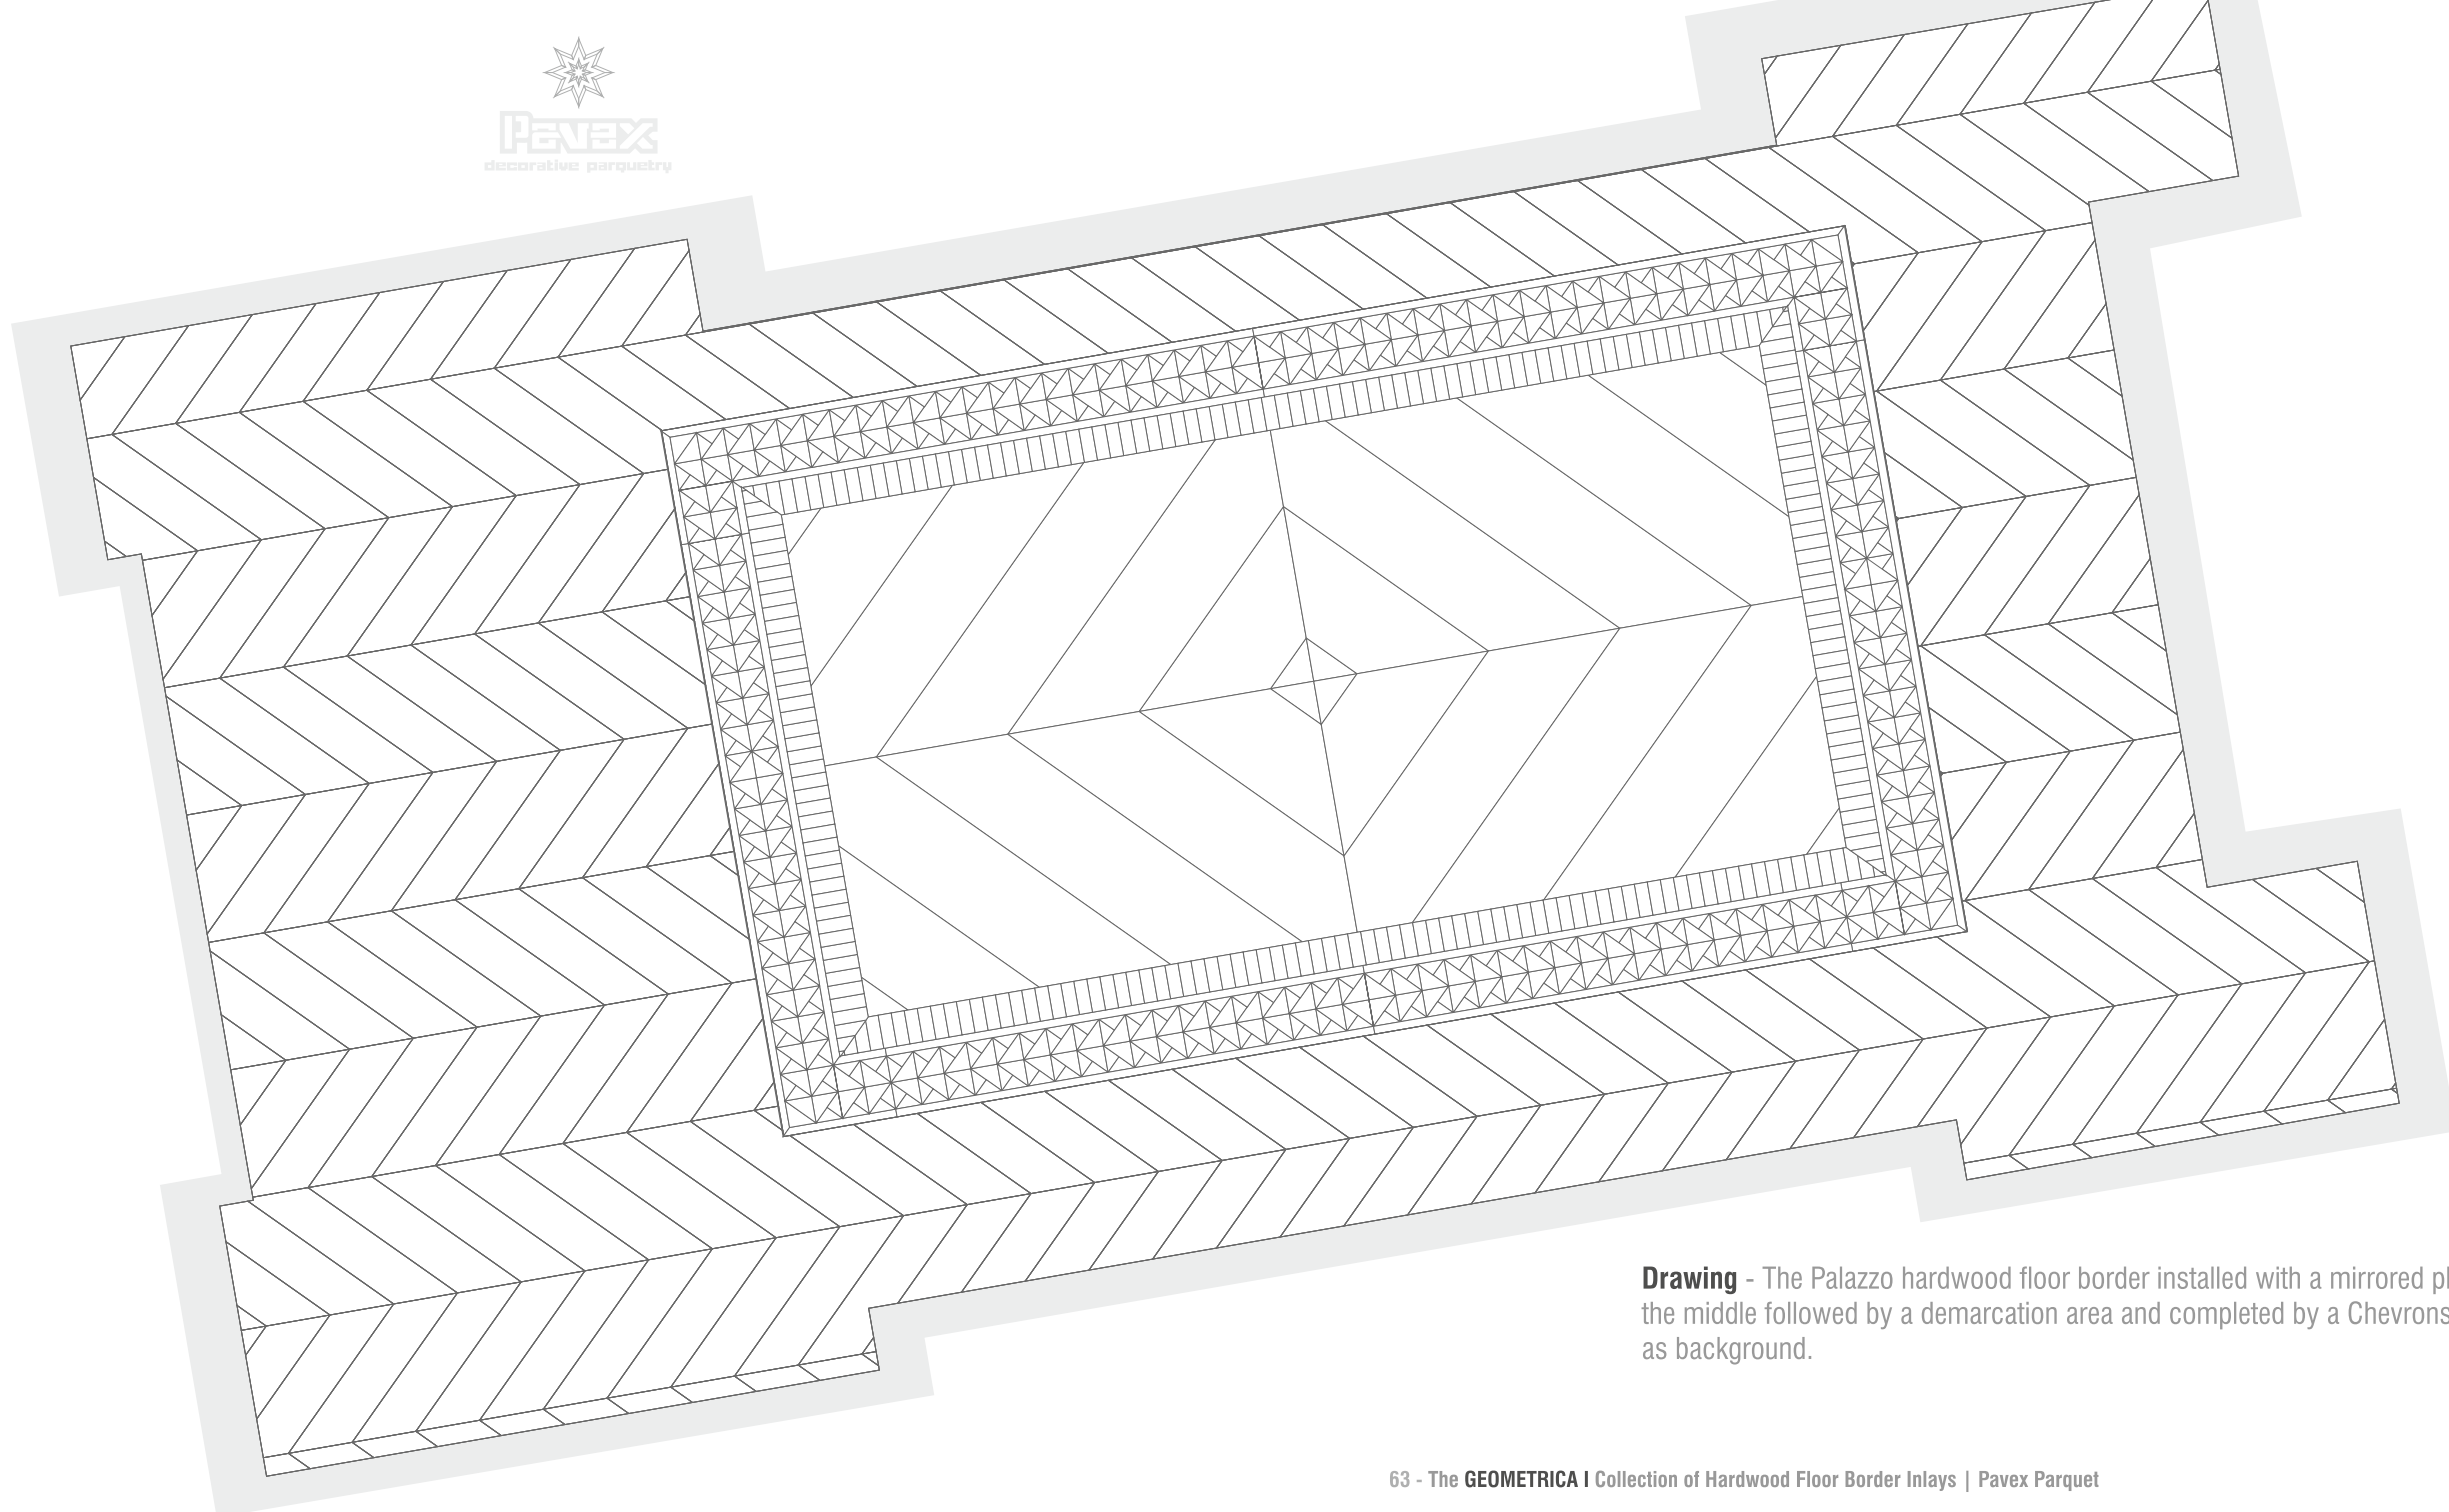 Pavex
decorative parquetry
Drawing - The Palazzo hardwood floor border installed with a mirrored
the middle followed by a demarcation area and completed by a Chevrons
as background.
63 - The GEOMETRICA I Collection of Hardwood Floor Border Inlays | Pavex Parquet